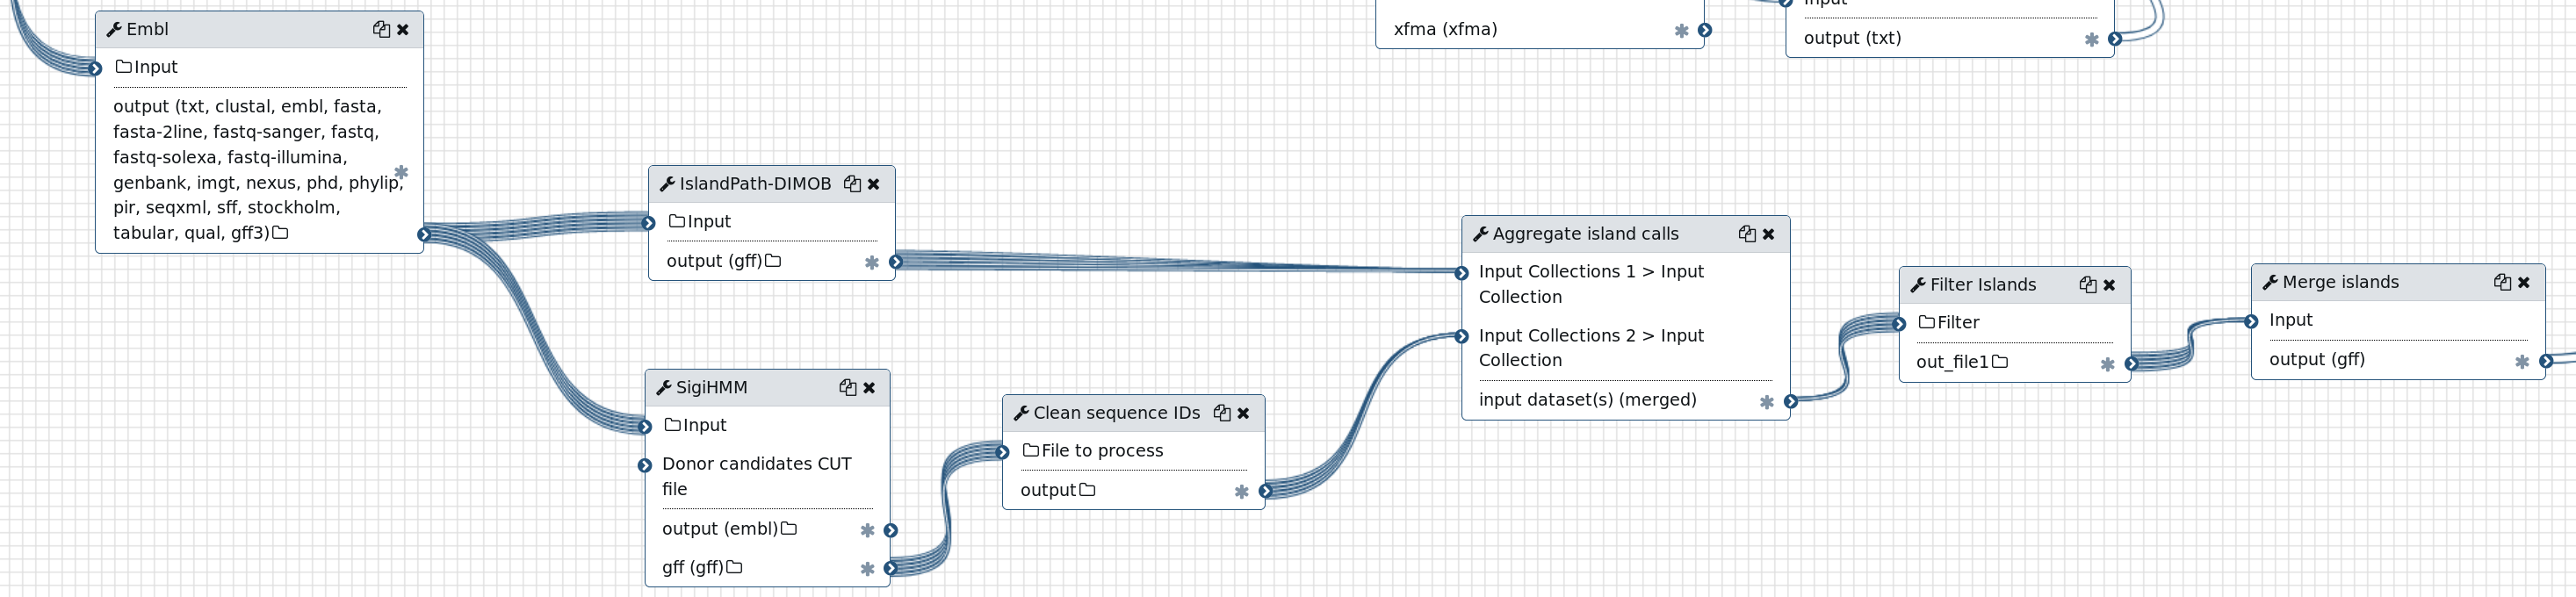 Embl
Input
output (txt, clustal, embl, fasta,
fasta-2line, fastq-sanger, fastq,
fastq-solexa, fastq-illumina,
genbank, imgt, nexus, phd, phylip,
pir, seqxml, sff, stockholm,
tabular, qual, gff3)
IslandPath-DIMOB
Input
output (gff)
SigiHMM
Input
Donor candidates CUT
file
output (embl)
gff (gff)
Clean sequence IDs
File to process
output
xfma (xfma)
Input
output (txt)
Aggregate island calls
Input Collections 1 > Input
Collection
Input Collections 2 > Input
Collection
input dataset(s) (merged)
Filter Islands
Filter
out_file1
Merge islands
Input
output (gff)